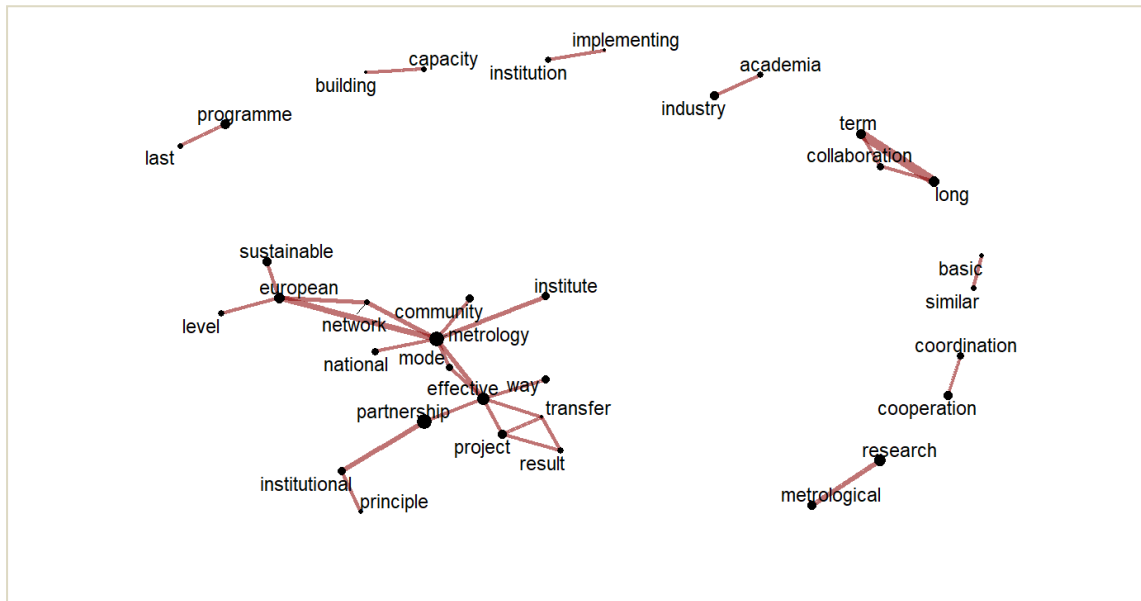 implementing
capacity
institution
academia
building
industry
programme
term
last
collaboration
long
sustainable
basic
european
institute
similar
community
level
network
metrology
national
mode
coordination
effective
way
partnership
transfer
cooperation
project
result
research
institutional
metrological
principle